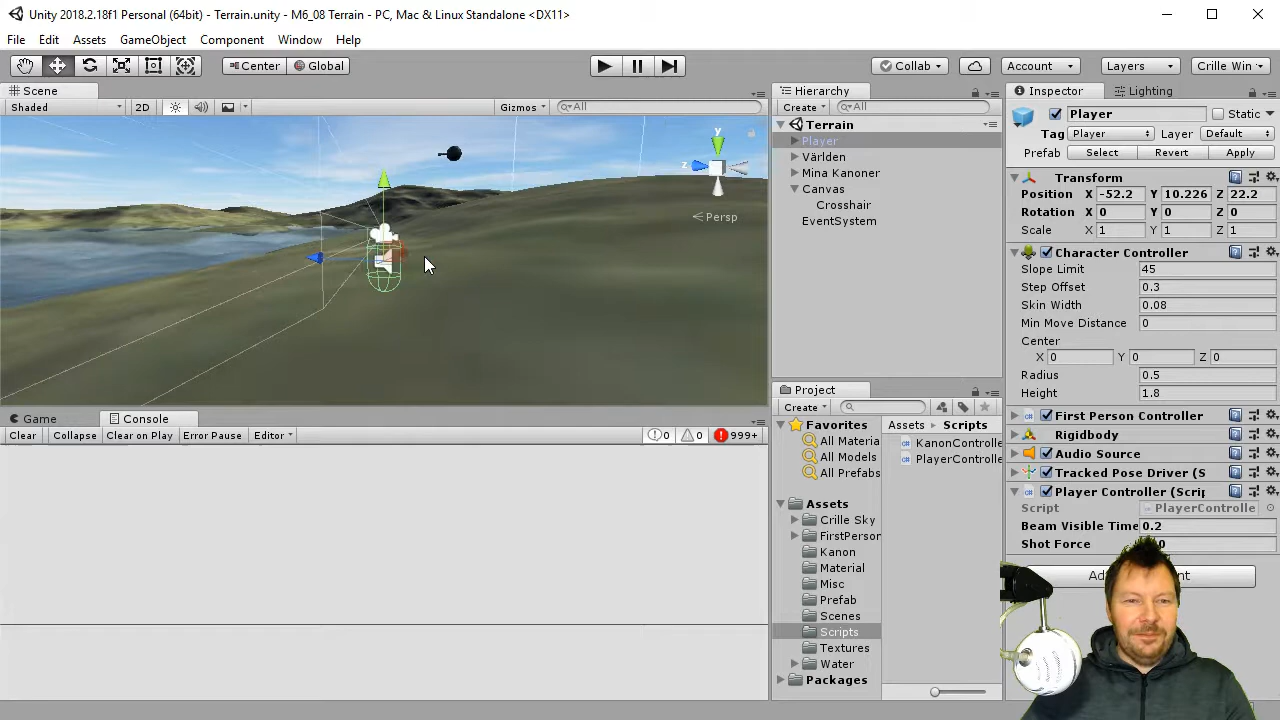 Unity 2018.2.18f1 Personal (64bit) - Terrain.unity - M6_08 Terrain - PC, Mac & Linux Standalone <DX11>
File Edit Assets GameObject Component Window Help
Center Global Collab Account Layers Crille Win
Scene
Shaded 2D Gizmos All
y
z
Persp
Game Console
Clear Collapse Clear on Play Error Pause Editor 0 0 999+
Hierarchy
Create All
Terrain
Player
Världen
Mina Kanoner
Canvas
Crosshair
EventSystem
Project
Create
Favorites
All Materia
All Models
All Prefabs
Assets
Crille Sky
FirstPerson
Kanon
Material
Misc
Prefab
Scenes
Scripts
Textures
Water
Packages
Assets Scripts
KanonControlle
PlayerControlle
Inspector Lighting
Player Static
Tag Player Layer Default
Prefab Select Revert Apply
Transform
Position X -52.2 Y 10.226 Z 22.2
Rotation X 0 Y 0 Z 0
Scale X 1 Y 1 Z 1
Character Controller
Slope Limit 45
Step Offset 0.3
Skin Width 0.08
Min Move Distance 0
Center
X 0 Y 0 Z 0
Radius 0.5
Height 1.8
First Person Controller
Rigidbody
Audio Source
Tracked Pose Driver (S
Player Controller (Scrip
Script PlayerControlle
Beam Visible Time 0.2
Shot Force